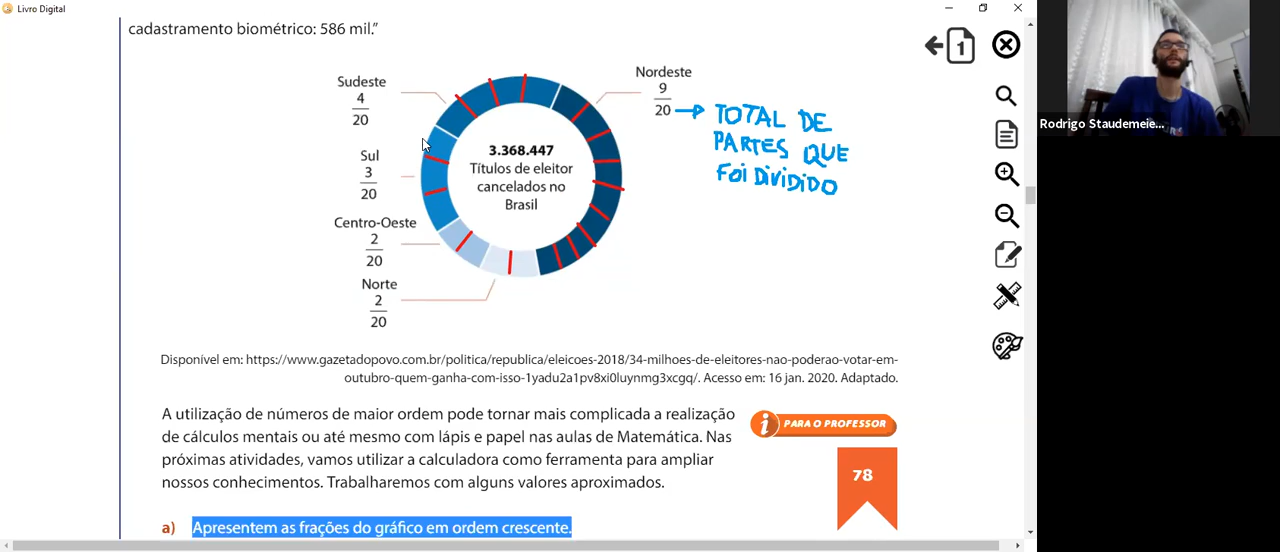 Livro Digital
cadastramento biométrico: 586 mil.”
Sudeste
4
20
Sul
3
20
Centro-Oeste
2
20
Norte
2
20
3.368.447
Títulos de eleitor
cancelados no
Brasil
Nordeste
9
20
TOTAL DE
PARTES QUE
FOI DIVIDIDO
1
Rodrigo Staudemeie...
Disponível em: https://www.gazetadopovo.com.br/politica/republica/eleicoes-2018/34-milhoes-de-eleitores-nao-poderao-votar-em-
outubro-quem-ganha-com-isso-1yadu2a1pv8xi0luynmg3xcgq/. Acesso em: 16 jan. 2020. Adaptado.
A utilização de números de maior ordem pode tornar mais complicada a realização
de cálculos mentais ou até mesmo com lápis e papel nas aulas de Matemática. Nas
próximas atividades, vamos utilizar a calculadora como ferramenta para ampliar
nossos conhecimentos. Trabalharemos com alguns valores aproximados.
i PARA O PROFESSOR
78
a) Apresentem as frações do gráfico em ordem crescente.